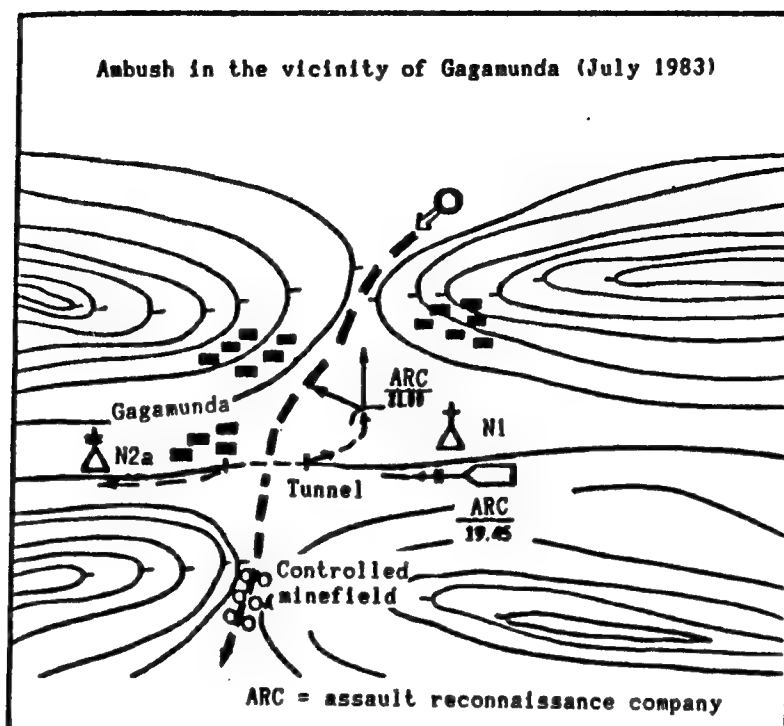 Ambush in the vicinity of Gagamunda (July 1983)
ARC
Gagamunda
N1
N2a
Tunnel
ARC
19.45
Controlled
minefield
ARC = assault reconnaissance company